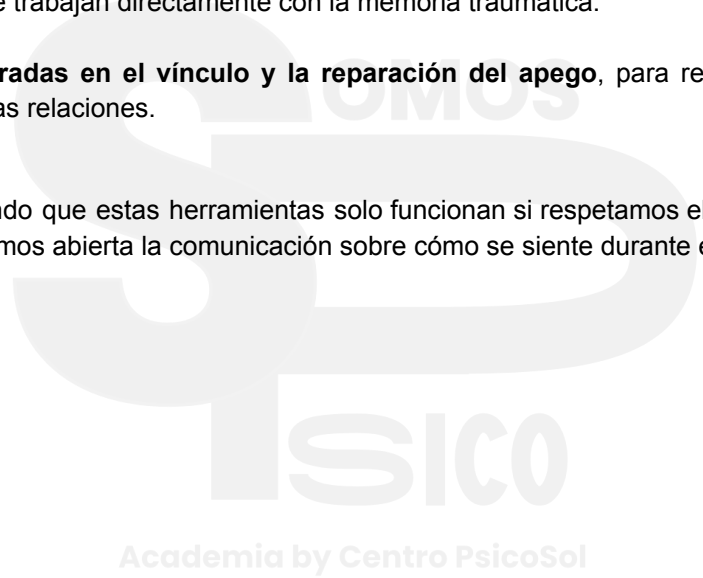 trabajan directamente con la memoria traumática.
radas en el vínculo y la reparación del apego, para re
as relaciones.
ndo que estas herramientas solo funcionan si respetamos el
mos abierta la comunicación sobre cómo se siente durante e
SOMOS
PSICO
Academia by Centro PsicoSol